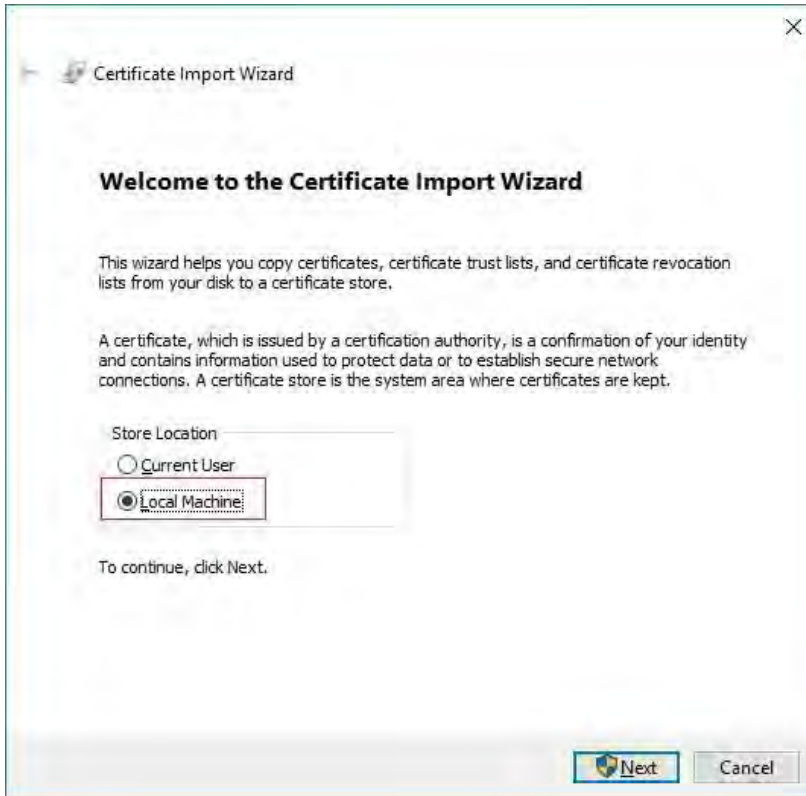 Certificate Import Wizard
Welcome to the Certificate Import Wizard
This wizard helps you copy certificates, certificate trust lists, and certificate revocation
lists from your disk to a certificate store.
A certificate, which is issued by a certification authority, is a confirmation of your identity
and contains information used to protect data or to establish secure network
connections. A certificate store is the system area where certificates are kept.
Store Location
Current User
Local Machine
To continue, click Next.
Next Cancel